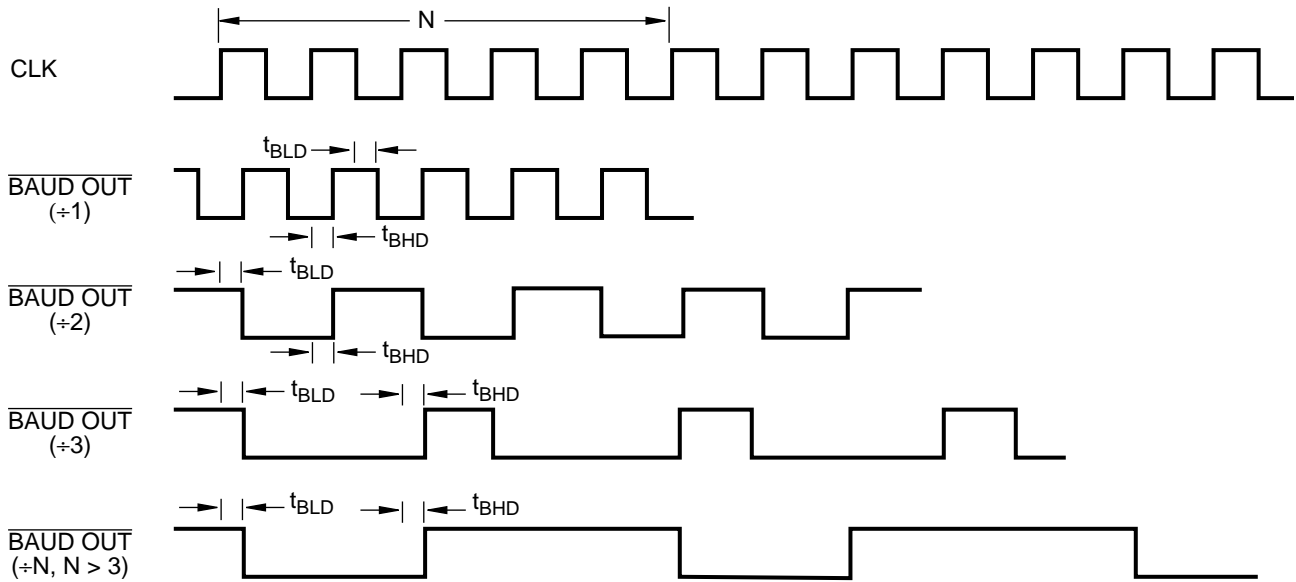 N
CLK
tBLD
BAUD OUT
(÷1)
tBHD
tBLD
BAUD OUT
(÷2)
tBHD
tBLD tBHD
BAUD OUT
(÷3)
tBLD tBHD
BAUD OUT
(÷N, N > 3)